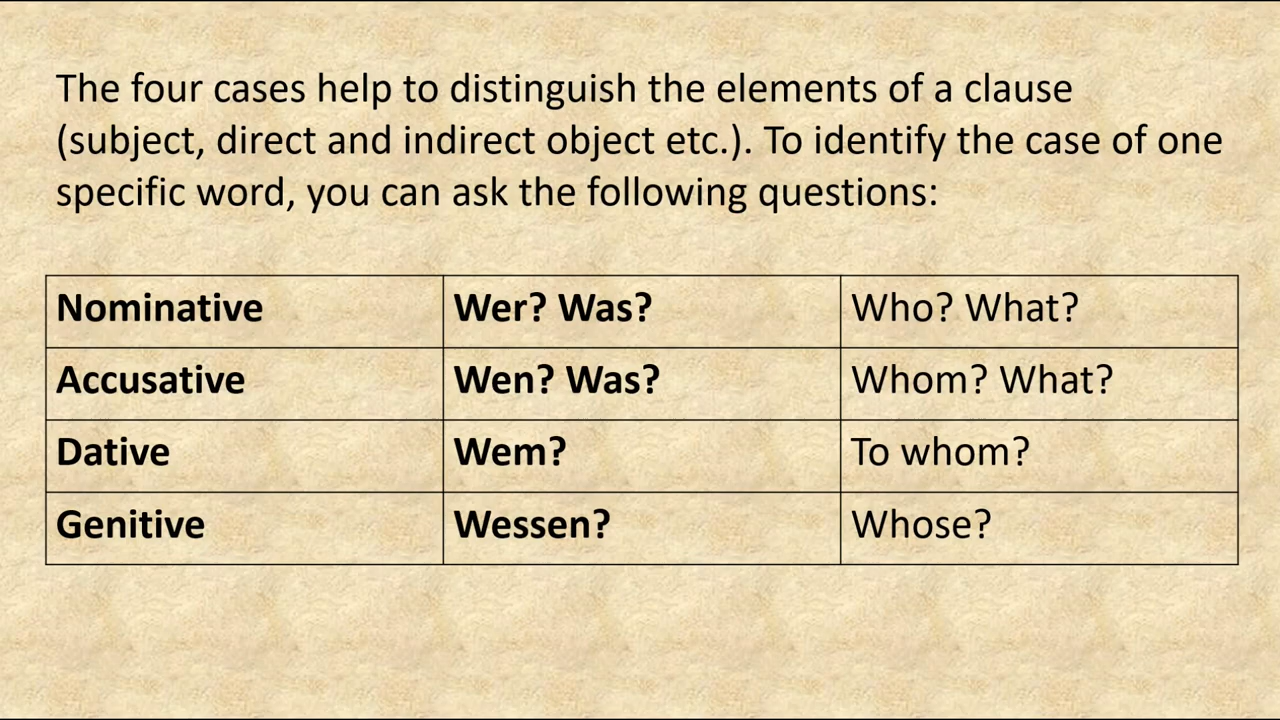 The four cases help to distinguish the elements of a clause
(subject, direct and indirect object etc.). To identify the case of one
specific word, you can ask the following questions:
Nominative Wer? Was? Who? What?
Accusative Wen? Was? Whom? What?
Dative Wem? To whom?
Genitive Wessen? Whose?